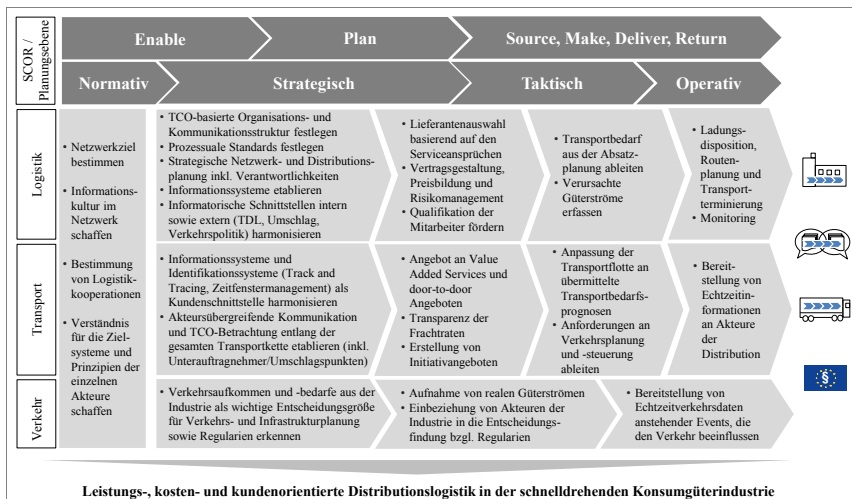 SCOR /
Planungsebene
Enable
Plan
Source, Make, Deliver, Return
Normativ
Strategisch
Taktisch
Operativ
Logistik
Transport
Verkehr
• Netzwerkziel
bestimmen
• Informations-
kultur im
Netzwerk
schaffen
• Bestimmung
von Logistik-
kooperationen
• Verständnis
für die Ziel-
systeme und
Prinzipien der
einzelnen
Akteure
schaffen
• TCO-basierte Organisations- und
Kommunikationsstruktur festlegen
• Prozessuale Standards festlegen
• Strategische Netzwerk- und Distributions-
planung inkl. Verantwortlichkeiten
• Informationssysteme etablieren
• Informatorische Schnittstellen intern
sowie extern (TDL, Umschlag,
Verkehrspolitik) harmonisieren
• Lieferantenauswahl
basierend auf den
Serviceansprüchen
• Vertragsgestaltung,
Preisbildung und
Risikomanagement
• Qualifikation der
Mitarbeiter fördern
• Transportbedarf
aus der Absatz-
planung ableiten
• Verursachte
Güterströme
erfassen
• Ladungs-
disposition,
Routen-
planung und
Transport-
terminierung
• Monitoring
• Informationssysteme und
Identifikationssysteme (Track and
Tracing, Zeitfenstermanagement) als
Kundenschnittstelle harmonisieren
• Akteursübergreifende Kommunikation
und TCO-Betrachtung entlang der
gesamten Transportkette etablieren (inkl.
Unterauftragnehmer/Umschlagspunkten)
• Angebot an Value
Added Services und
door-to-door
Angeboten
• Transparenz der
Frachtraten
• Erstellung von
Initiativangeboten
• Anpassung der
Transportflotte an
übermittelte
Transportbedarfs-
prognosen
• Anforderungen an
Verkehrsplanung
und -steuerung
ableiten
• Bereit-
stellung von
Echtzeitin-
formationen
an Akteure
der
Distribution
• Verkehrsaufkommen und -bedarfe aus der
Industrie als wichtige Entscheidungsgröße
für Verkehrs- und Infrastrukturplanung
sowie Regularien erkennen
• Aufnahme von realen Güterströmen
• Einbeziehung von Akteuren der
Industrie in die Entscheidungs-
findung bzgl. Regularien
• Bereitstellung von
Echtzeitverkehrsdaten
anstehender Events, die
den Verkehr beeinflussen
§
Leistungs-, kosten- und kundenorientierte Distributionslogistik in der schnelldrehenden Konsumgüterindustrie